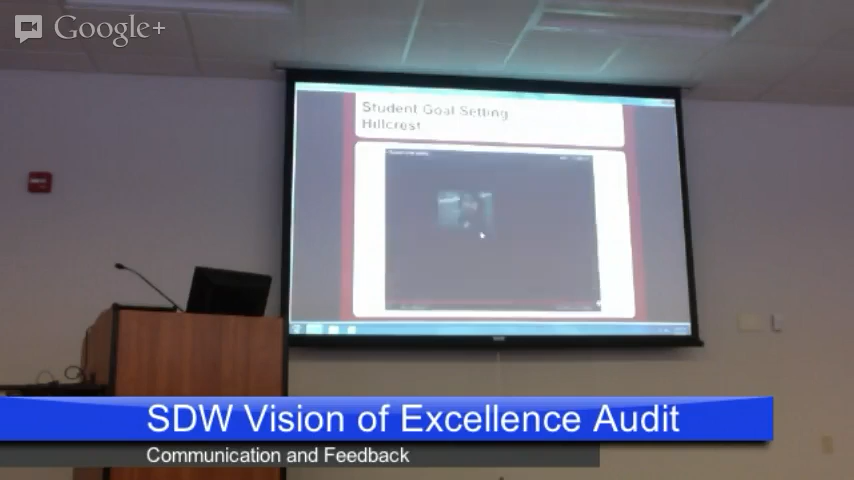 Google+
Student Goal Setting
Hillcrest
SDW Vision of Excellence Audit
Communication and Feedback